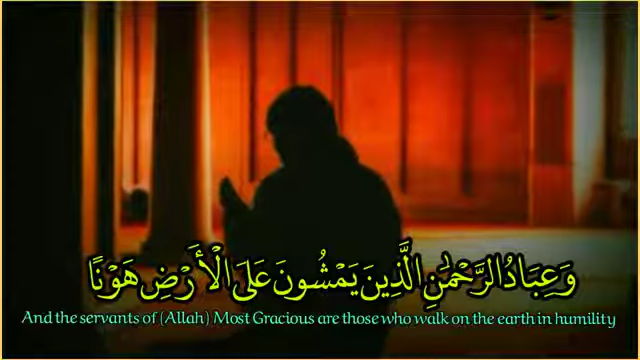 وَعِبَادُ الرَّحْمَٰنِ الَّذِينَ يَمْشُونَ عَلَى الْأَرْضِ هَوْنًا
And the servants of (Allah) Most Gracious are those who walk on the earth in humility